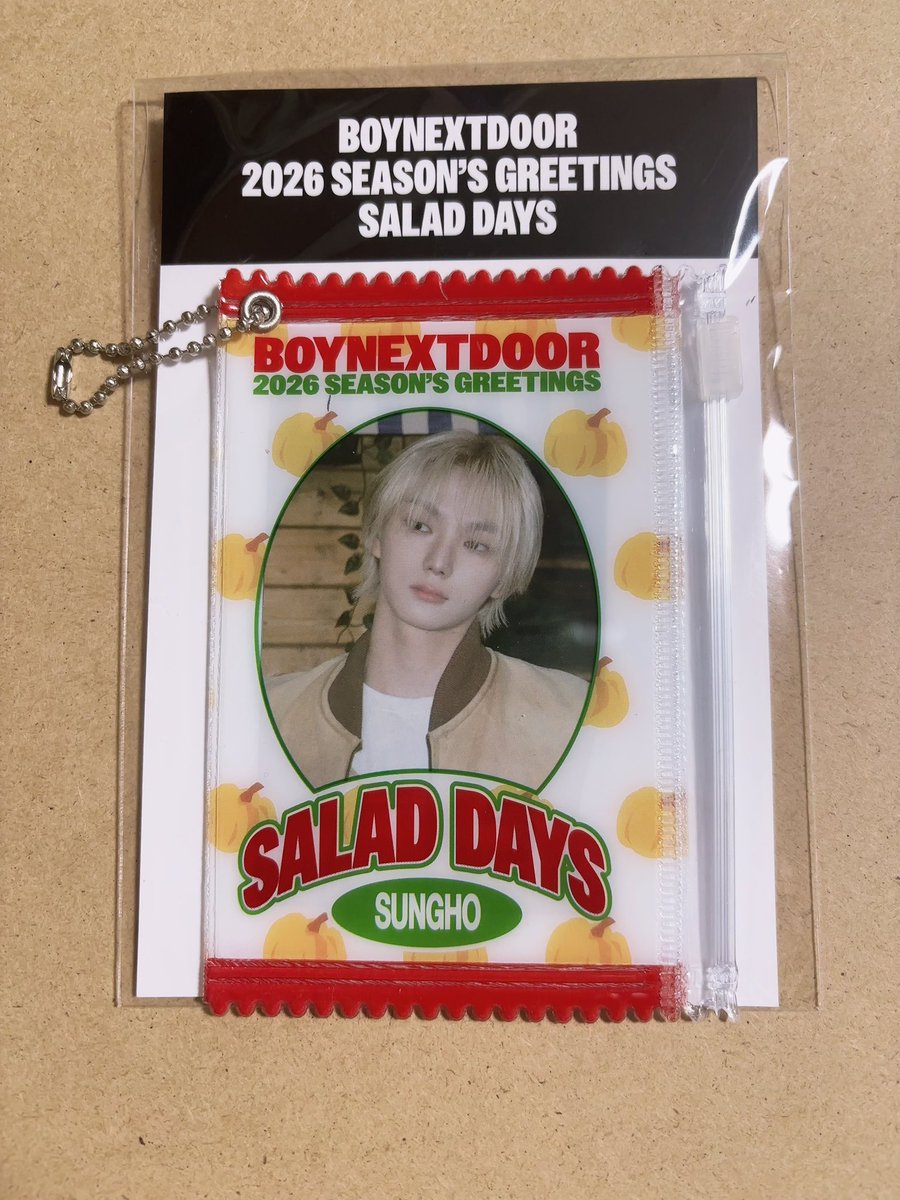 BOYNEXTDOOR
2026 SEASON'S GREETINGS
SALAD DAYS
BOYNEXTDOOR
2026 SEASON'S GREETINGS
SALAD DAYS
SUNGHO